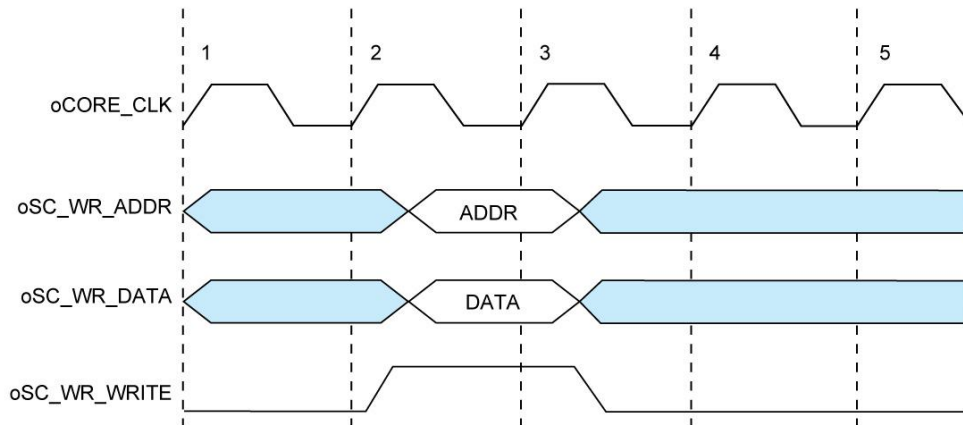 1 2 3 4 5
oCORE_CLK
oSC_WR_ADDR ADDR
oSC_WR_DATA DATA
oSC_WR_WRITE